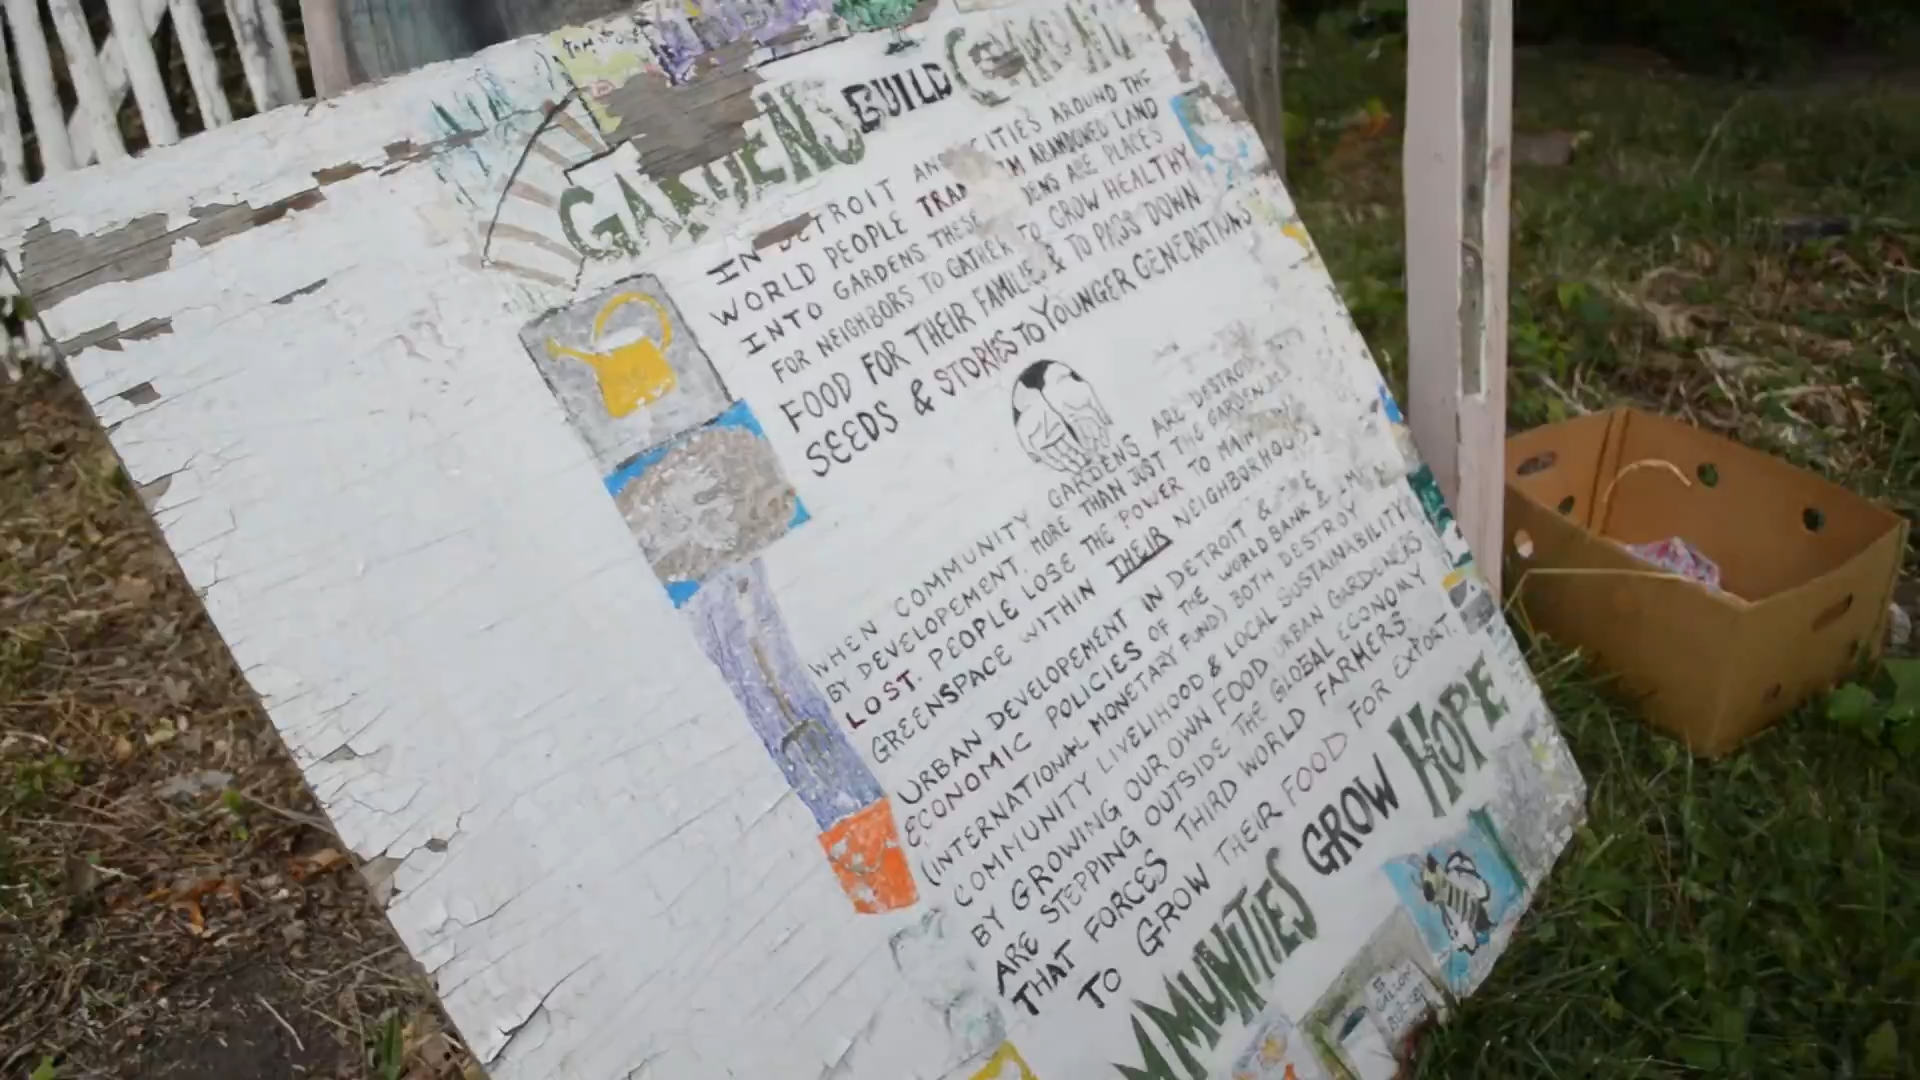 GARDENS BUILD
IN DETROIT AND CITIES AROUND THE
WORLD PEOPLE ABANDONED LAND
INTO GARDENS. THESE ARE PLACES
FOR NEIGHBORS TO GATHER TO GROW HEALTHY
FOOD FOR THEIR FAMILIES & TO PASS DOWN
SEEDS & STORIES TO YOUNGER GENERATIONS
WHEN COMMUNITY GARDENS ARE
BY DEVELOPEMENT, MORE THAN JUST THE GARDEN IS
LOST. PEOPLE LOSE THE POWER TO
GREENSPACE WITHIN THEIR NEIGHBORHOODS
URBAN DEVELOPEMENT IN DETROIT & THE
ECONOMIC POLICIES OF THE WORLD BANK &
(INTERNATIONAL MONETARY FUND) BOTH DESTROY
COMMUNITY LIVELIHOOD & LOCAL SUSTAINABILITY
BY GROWING OUR OWN FOOD URBAN GARDENERS
ARE STEPPING OUTSIDE THE GLOBAL ECONOMY
THAT FORCES THIRD WORLD FARMERS
TO GROW THEIR FOOD FOR EXPORT.
MMUNITIES GROW HOPE
55
GALLON